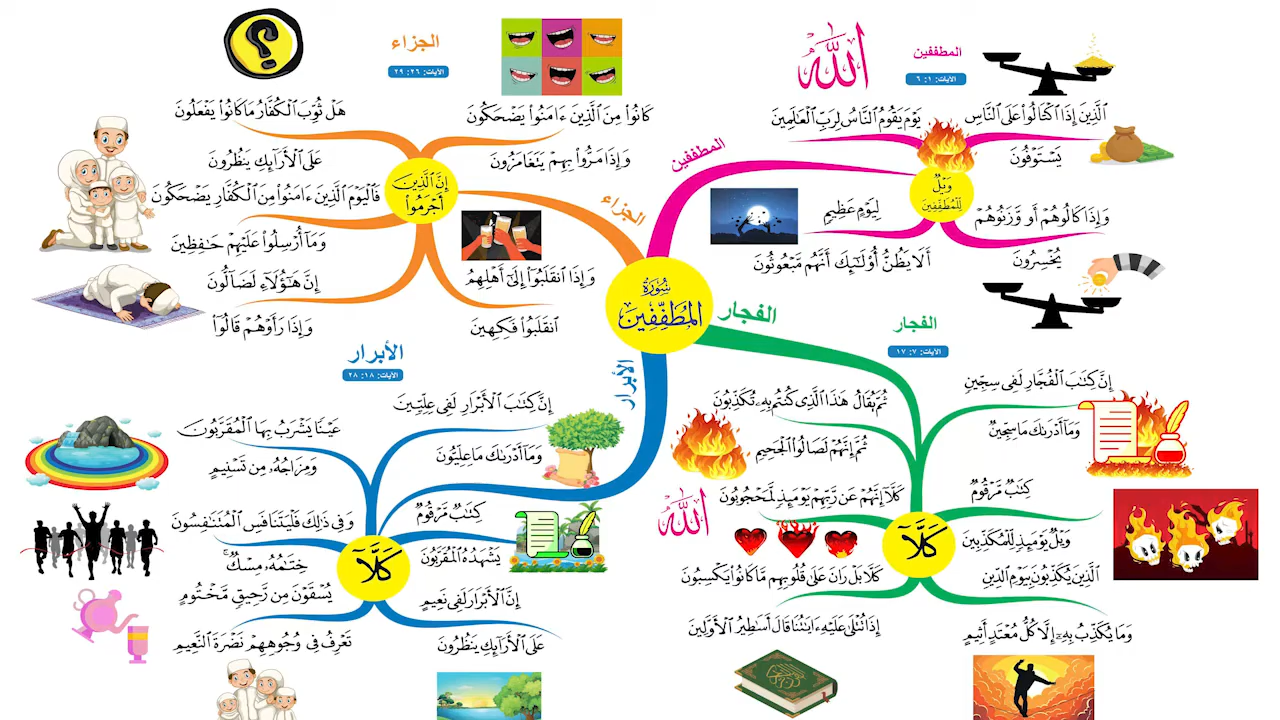 سُورَةُ
المُطَفِّفِين
المطففين
المطففين
الآيات: ١: ٦
وَيْلٌ
لِّلْمُطَفِّفِينَ
ٱلَّذِينَ إِذَا ٱكْتَالُوا۟ عَلَى ٱلنَّاسِ
يَسْتَوْفُونَ
وَإِذَا كَالُوهُمْ أَو وَّزَنُوهُمْ
يُخْسِرُونَ
أَلَا يَظُنُّ أُو۟لَـٰٓئِكَ أَنَّهُم مَّبْعُوثُونَ
لِيَوْمٍ عَظِيمٍ
يَوْمَ يَقُومُ ٱلنَّاسُ لِرَبِّ ٱلْعَـٰلَمِينَ
ٱللَّه
الفجار
الفجار
الآيات: ٧: ١٧
كَلَّآ
إِنَّ كِتَـٰبَ ٱلْفُجَّارِ لَفِى سِجِّينٍ
وَمَآ أَدْرَىٰكَ مَا سِجِّينٌ
كِتَـٰبٌ مَّرْقُومٌ
وَيْلٌ يَوْمَئِذٍ لِّلْمُكَذِّبِينَ
ٱلَّذِينَ يُكَذِّبُونَ بِيَوْمِ ٱلدِّينِ
وَمَا يُكَذِّبُ بِهِۦٓ إِلَّا كُلُّ مُعْتَدٍ أَثِيمٍ
إِذَا تُتْلَىٰ عَلَيْهِ ءَايَـٰتُنَا قَالَ أَسَـٰطِيرُ ٱلْأَوَّلِينَ
كَلَّا بَلْ رَانَ عَلَىٰ قُلُوبِهِم مَّا كَانُوا۟ يَكْسِبُونَ
كَلَّآ إِنَّهُمْ عَن رَّبِّهِمْ يَوْمَئِذٍ لَّمَحْجُوبُونَ
ٱللَّه
ثُمَّ إِنَّهُمْ لَصَالُوا۟ ٱلْجَحِيمِ
ثُمَّ يُقَالُ هَـٰذَا ٱلَّذِى كُنتُم بِهِۦ تُكَذِّبُونَ
الأبرار
الأبرار
الآيات: ١٨: ٢٨
كَلَّآ
إِنَّ كِتَـٰبَ ٱلْأَبْرَارِ لَفِى عِلِّيِّينَ
وَمَآ أَدْرَىٰكَ مَا عِلِّيُّونَ
كِتَـٰبٌ مَّرْقُومٌ
يَشْهَدُهُ ٱلْمُقَرَّبُونَ
إِنَّ ٱلْأَبْرَارَ لَفِى نَعِيمٍ
عَلَى ٱلْأَرَآئِكِ يَنظُرُونَ
تَعْرِفُ فِى وُجُوهِهِمْ نَضْرَةَ ٱلنَّعِيمِ
يُسْقَوْنَ مِن رَّحِيقٍ مَّخْتُومٍ
خِتَـٰمُهُۥ مِسْكٌ ۚ
وَفِى ذَٰلِكَ فَلْيَتَنَافَسِ ٱلْمُتَنَـٰفِسُونَ
وَمِزَاجُهُۥ مِن تَسْنِيمٍ
عَيْنًا يَشْرَبُ بِهَا ٱلْمُقَرَّبُونَ
الجزاء
الجزاء
الآيات: ٢٦: ٢٩
إِنَّ ٱلَّذِينَ
أَجْرَمُوا۟
كَانُوا۟ مِنَ ٱلَّذِينَ ءَامَنُوا۟ يَضْحَكُونَ
وَإِذَا مَرُّوا۟ بِهِمْ يَتَغَامَزُونَ
وَإِذَا ٱنقَلَبُوٓا۟ إِلَىٰٓ أَهْلِهِمُ
ٱنقَلَبُوا۟ فَكِهِينَ
وَإِذَا رَأَوْهُمْ قَالُوٓا۟
إِنَّ هَـٰٓؤُلَآءِ لَضَآلُّونَ
وَمَآ أُرْسِلُوا۟ عَلَيْهِمْ حَـٰفِظِينَ
فَٱلْيَوْمَ ٱلَّذِينَ ءَامَنُوا۟ مِنَ ٱلْكُفَّارِ يَضْحَكُونَ
عَلَى ٱلْأَرَآئِكِ يَنظُرُونَ
هَلْ ثُوِّبَ ٱلْكُفَّارُ مَا كَانُوا۟ يَفْعَلُونَ
؟